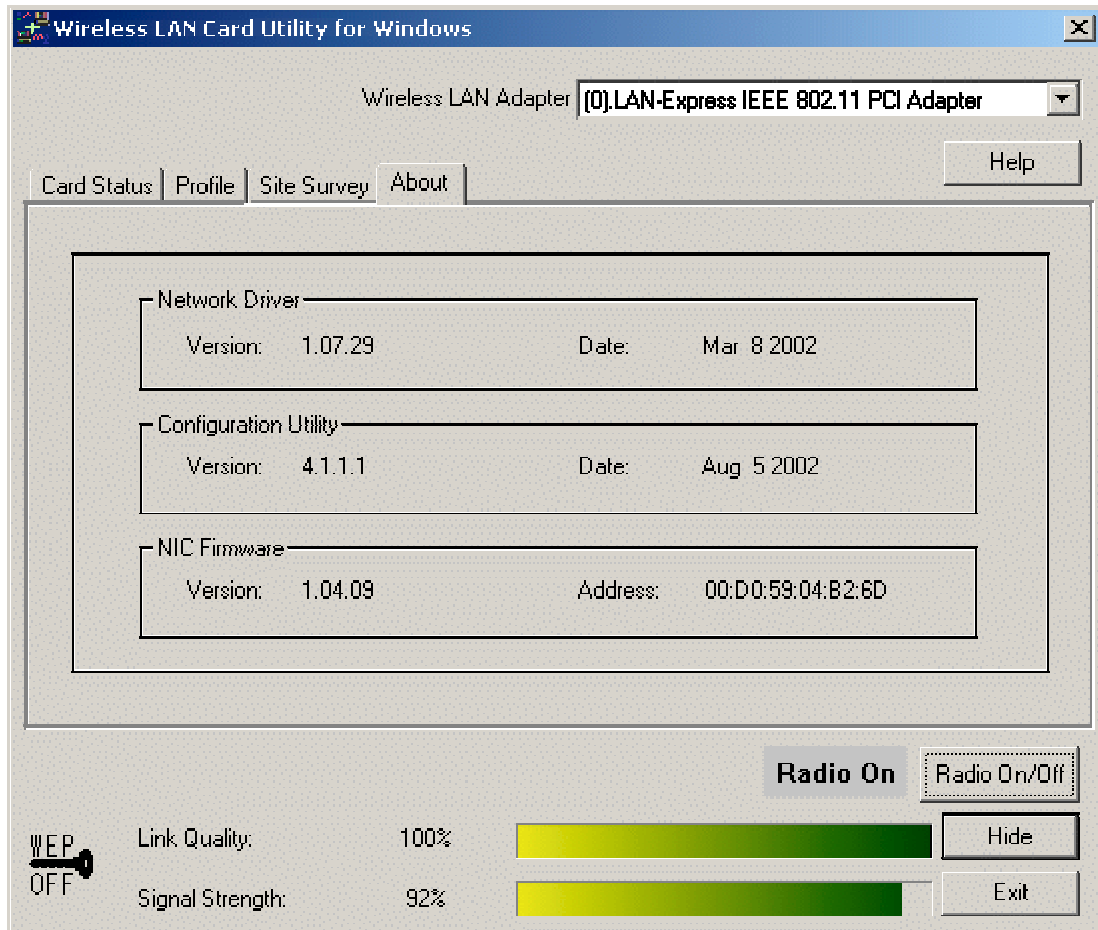 Wireless LAN Card Utility for Windows
Wireless LAN Adapter (0).LAN-Express IEEE 802.11 PCI Adapter
Help
Card Status Profile Site Survey About
Network Driver
Version: 1.07.29 Date: Mar 8 2002
Configuration Utility
Version: 4.1.1.1 Date: Aug 5 2002
NIC Firmware
Version: 1.04.09 Address: 00:D0:59:04:B2:6D
Radio On Radio On/Off
WEP OFF
Link Quality: 100% Hide
Signal Strength: 92% Exit